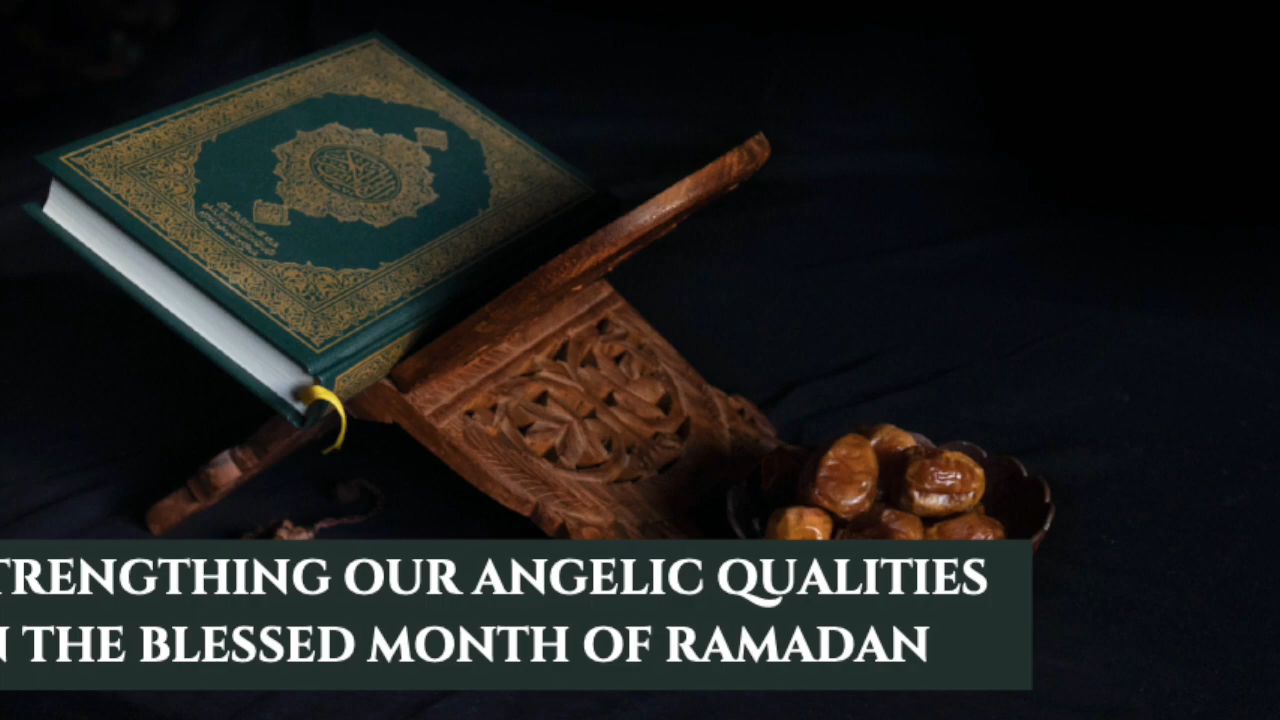 TRENGTHING OUR ANGELIC QUALITIES
N THE BLESSED MONTH OF RAMADAN